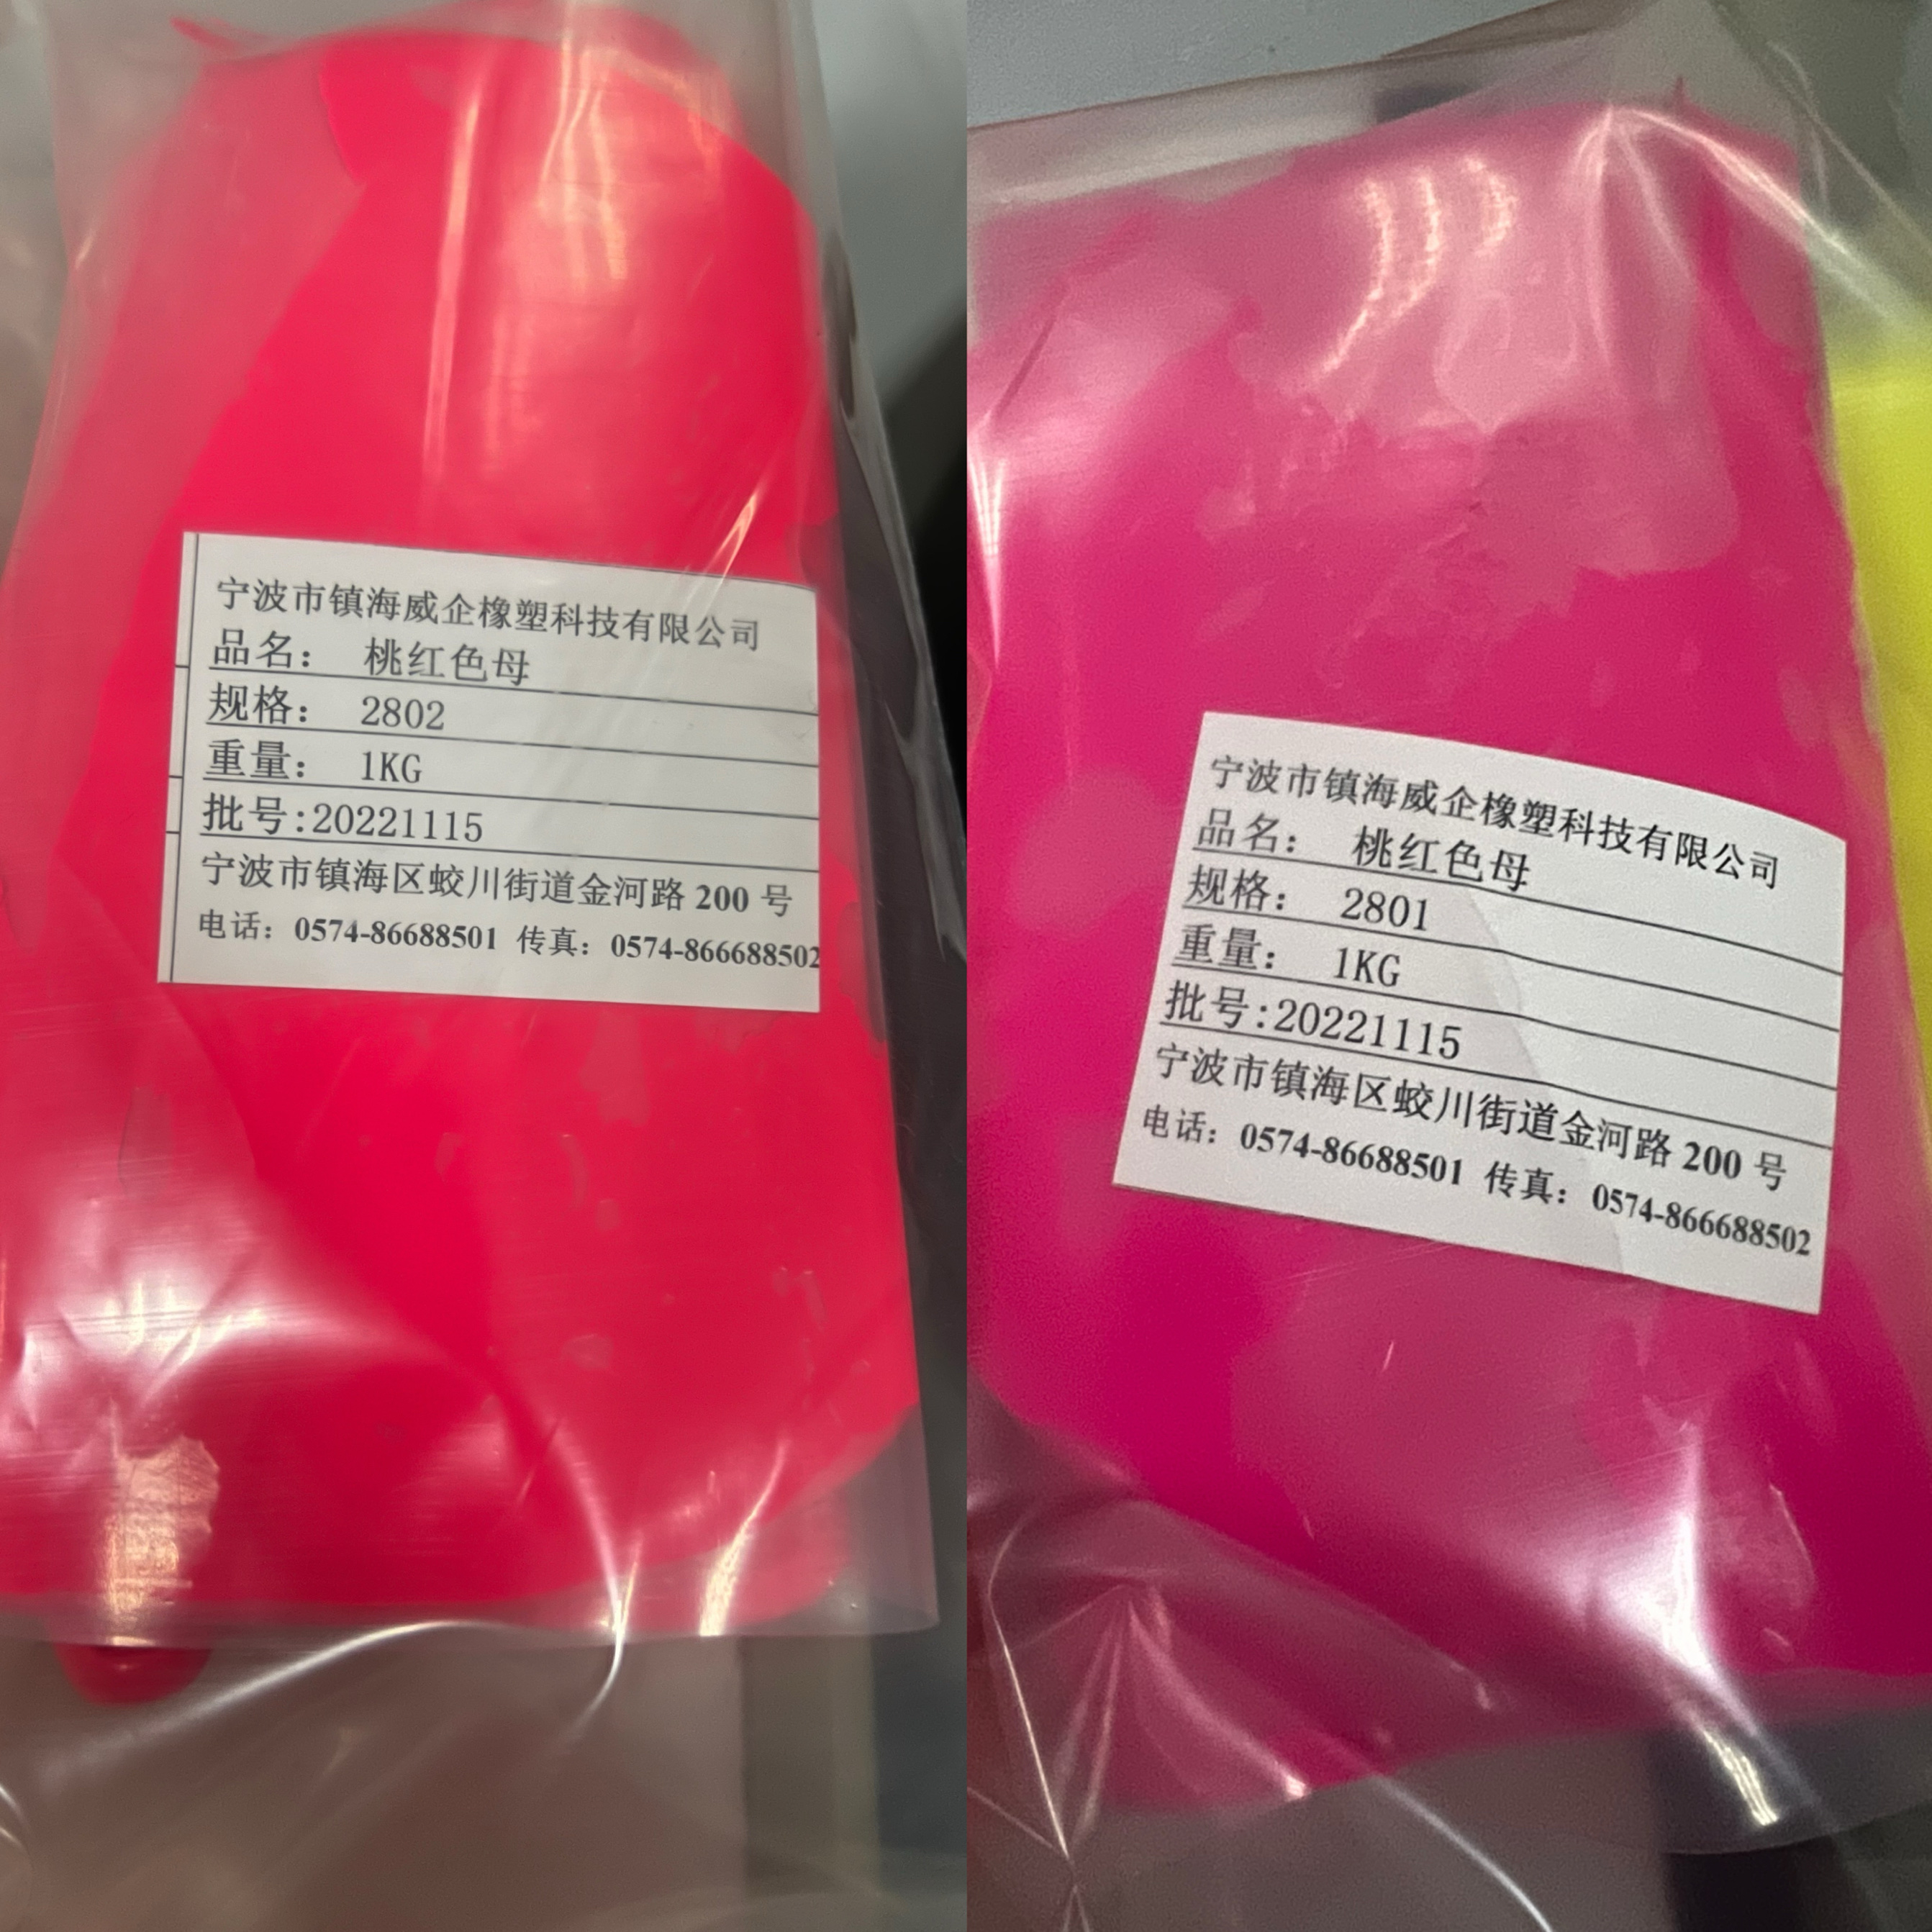 宁波市镇海威企橡塑科技有限公司
品名： 桃红色母
规格： 2802
重量： 1KG
批号:20221115
宁波市镇海区蛟川街道金河路 200 号
电话：0574-86688501 传真：0574-866688502
宁波市镇海威企橡塑科技有限公司
品名： 桃红色母
规格： 2801
重量： 1KG
批号:20221115
宁波市镇海区蛟川街道金河路 200 号
电话：0574-86688501 传真：0574-866688502